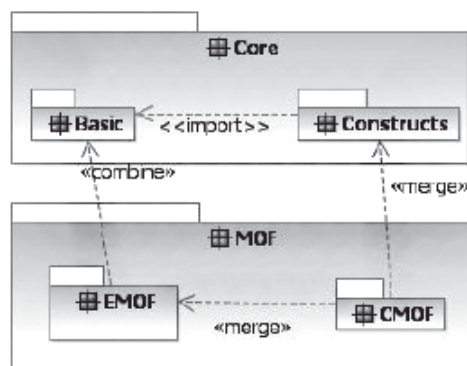 Core
Basic
<<import>>
Constructs
«combine»
«merge»
MOF
EMOF
«merge»
CMOF